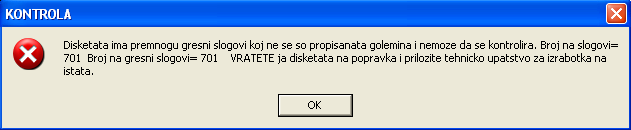 KONTROLA
Disketata ima premnogu gresni slogovi koj ne se so propisanata golemina i nemoze da se kontrolira. Broj na slogovi=
701 Broj na gresni slogovi= 701 VRATETE ja disketata na popravka i prilozite tehnicko upatstvo za izrabotka na
istata.
OK